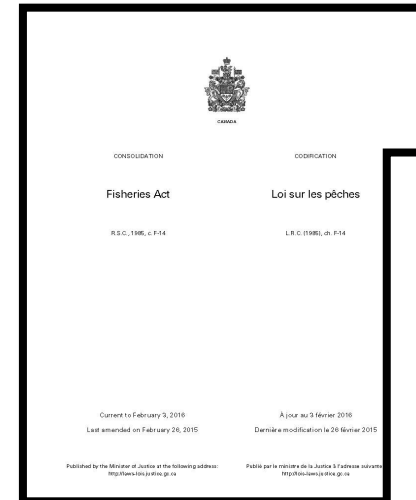 CANADA
CONSOLIDATION
Fisheries Act
R.S.C., 1985, c. F-14
Current to February 3, 2016
Last amended on February 26, 2015
Published by the Minister of Justice at the following address:
http://laws-lois.justice.gc.ca
CODIFICATION
Loi sur les pêches
L.R.C. (1985), ch. F-14
À jour au 3 février 2016
Dernière modification le 26 février 2015
Publié par le ministre de la Justice à l'adresse suivante
http://lois-laws.justice.gc.ca